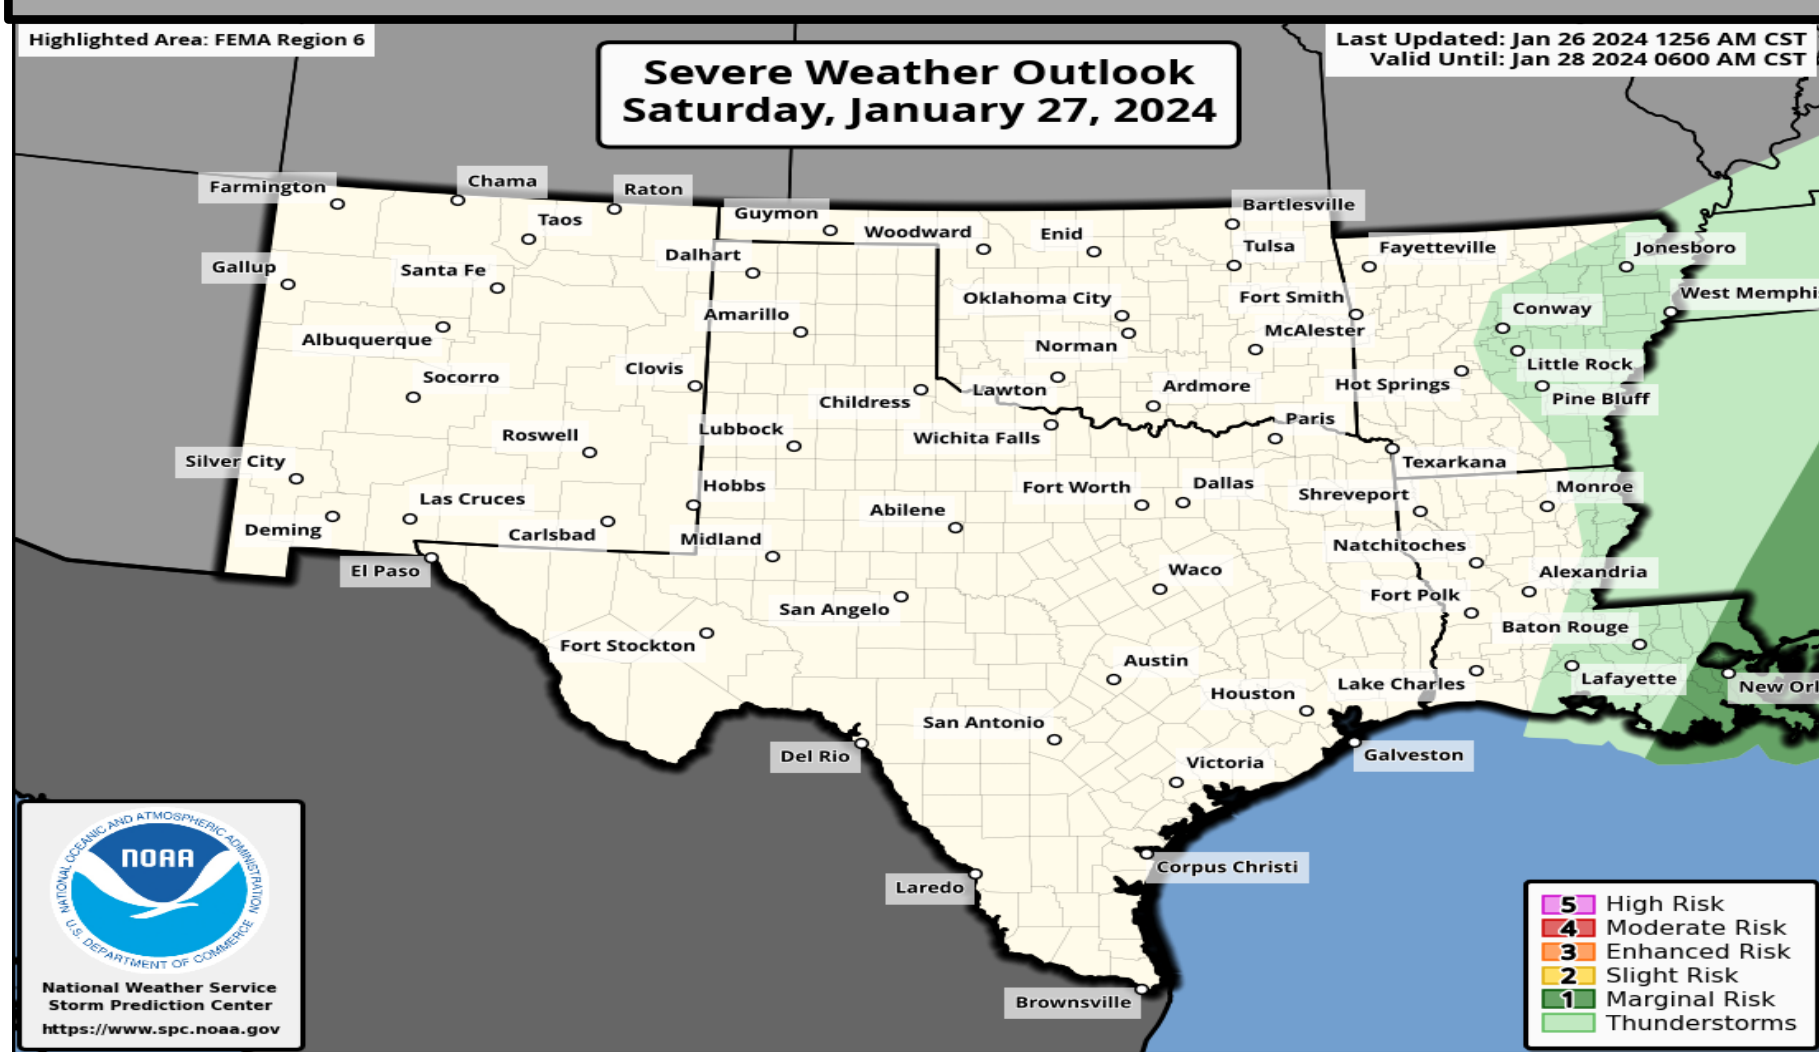 Highlighted Area: FEMA Region 6
Severe Weather Outlook
Saturday, January 27, 2024
Last Updated: Jan 26 2024 1256 AM CST
Valid Until: Jan 28 2024 0600 AM CST
Farmington
Chama
Raton
Taos
Guymon
Woodward
Enid
Bartlesville
Tulsa
Fayetteville
Jonesboro
Gallup
Santa Fe
Dalhart
Amarillo
Oklahoma City
Fort Smith
Conway
West Memphi
Albuquerque
Norman
McAlester
Little Rock
Socorro
Clovis
Childress
Lawton
Ardmore
Hot Springs
Pine Bluff
Roswell
Lubbock
Wichita Falls
Paris
Texarkana
Silver City
Las Cruces
Hobbs
Fort Worth
Dallas
Shreveport
Monroe
Deming
Carlsbad
Midland
Abilene
Natchitoches
El Paso
San Angelo
Waco
Fort Polk
Alexandria
Fort Stockton
Austin
Baton Rouge
Houston
Lake Charles
Lafayette
New Orl
San Antonio
Del Rio
Victoria
Galveston
Laredo
Corpus Christi
Brownsville
NATIONAL OCEANIC AND ATMOSPHERIC ADMINISTRATION
NOAA
U.S. DEPARTMENT OF COMMERCE
National Weather Service
Storm Prediction Center
https://www.spc.noaa.gov
5 High Risk
4 Moderate Risk
3 Enhanced Risk
2 Slight Risk
1 Marginal Risk
Thunderstorms